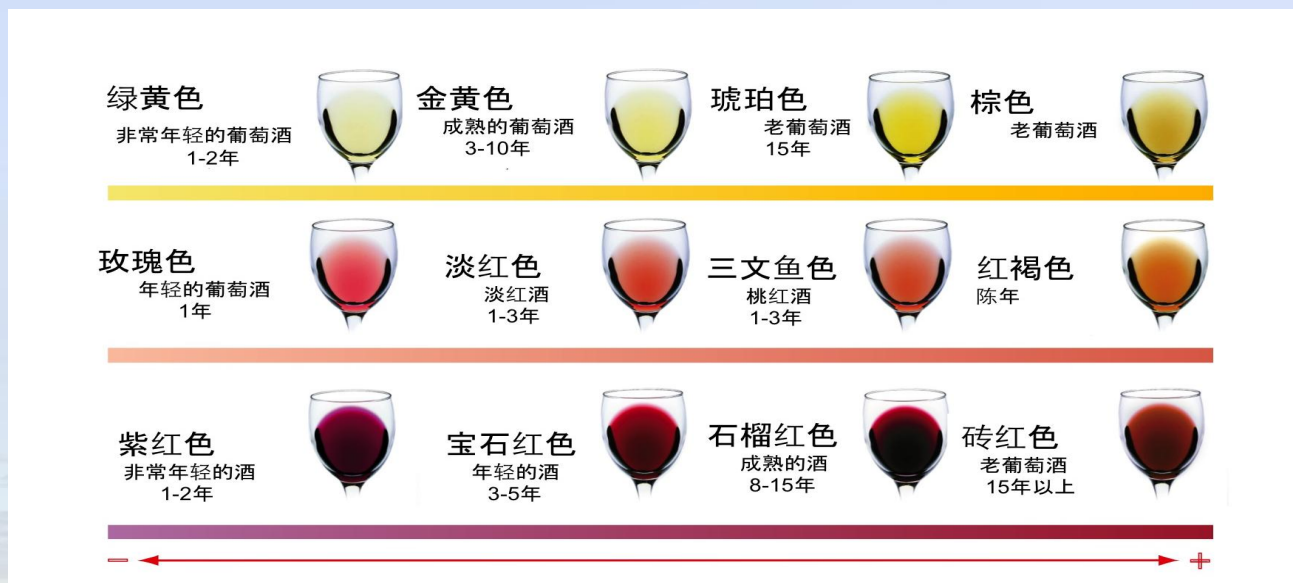 绿黄色
非常年轻的葡萄酒
1-2年
金黄色
成熟的葡萄酒
3-10年
琥珀色
老葡萄酒
15年
棕色
老葡萄酒
玫瑰色
年轻的葡萄酒
1年
淡红色
淡红酒
1-3年
三文鱼色
桃红酒
1-3年
红褐色
陈年
紫红色
非常年轻的酒
1-2年
宝石红色
年轻的酒
3-5年
石榴红色
成熟的酒
8-15年
砖红色
老葡萄酒
15年以上
− +